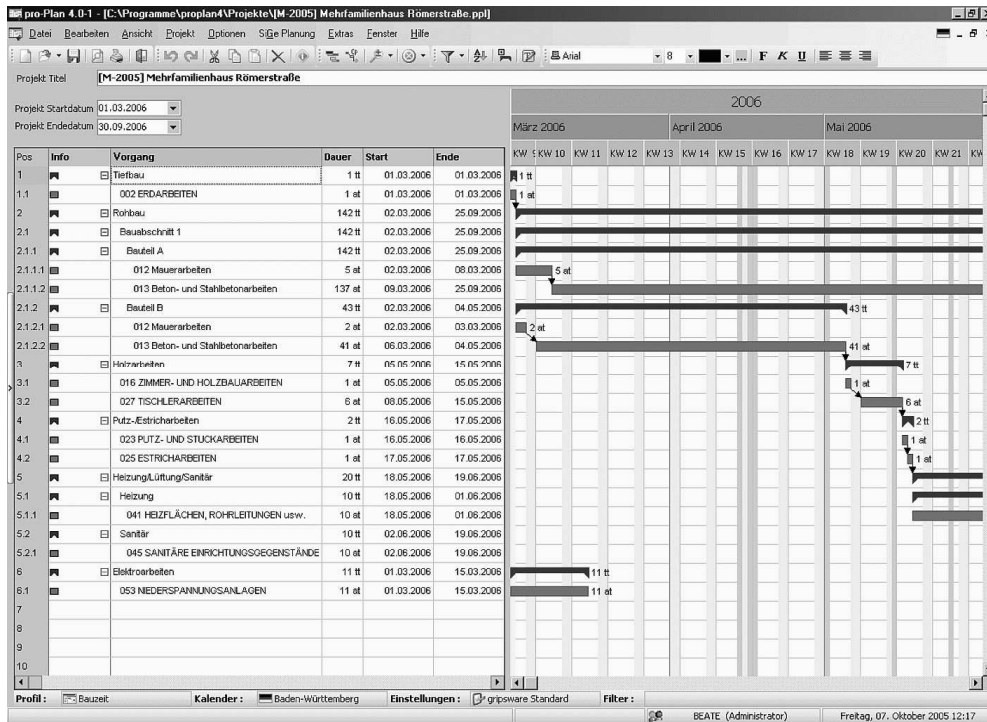 pro-Plan 4.0-1 - [C:\Programme\proplan4\Projekte\[M-2005] Mehrfamilienhaus Römerstraße.ppl]
Datei Bearbeiten Ansicht Projekt Optionen SiGe Planung Extras Fenster Hilfe
Arial 8 F K U
Projekt Titel [M-2005] Mehrfamilienhaus Römerstraße
Projekt Startdatum 01.03.2006
Projekt Endedatum 30.09.2006
2006
März 2006 April 2006 Mai 2006
Pos Info Vorgang Dauer Start Ende KW 9 KW 10 KW 11 KW 12 KW 13 KW 14 KW 15 KW 16 KW 17 KW 18 KW 19 KW 20 KW 21 KW
1 Tiefbau 1 tt 01.03.2006 01.03.2006 1 tt
1.1 002 ERDARBEITEN 1 at 01.03.2006 01.03.2006 1 at
2 Rohbau 142 tt 02.03.2006 25.09.2006
2.1 Bauabschnitt 1 142 tt 02.03.2006 25.09.2006
2.1.1 Bauteil A 142 tt 02.03.2006 25.09.2006
2.1.1.1 012 Mauerarbeiten 5 at 02.03.2006 08.03.2006 5 at
2.1.1.2 013 Beton- und Stahlbetonarbeiten 137 at 09.03.2006 25.09.2006
2.1.2 Bauteil B 43 tt 02.03.2006 04.05.2006 43 tt
2.1.2.1 012 Mauerarbeiten 2 at 02.03.2006 03.03.2006 2 at
2.1.2.2 013 Beton- und Stahlbetonarbeiten 41 at 06.03.2006 04.05.2006 41 at
3 Holzarbeiten 7 tt 05.05.2006 15.05.2006 7 tt
3.1 016 ZIMMER- UND HOLZBAUARBEITEN 1 at 05.05.2006 05.05.2006 1 at
3.2 027 TISCHLERARBEITEN 6 at 08.05.2006 15.05.2006 6 at
4 Putz-/Estricharbeiten 2 tt 16.05.2006 17.05.2006 2 tt
4.1 023 PUTZ- UND STUCKARBEITEN 1 at 16.05.2006 16.05.2006 1 at
4.2 025 ESTRICHARBEITEN 1 at 17.05.2006 17.05.2006 1 at
5 Heizung/Lüftung/Sanitär 20 tt 18.05.2006 19.06.2006
5.1 Heizung 10 tt 18.05.2006 01.06.2006
5.1.1 041 HEIZFLÄCHEN, ROHRLEITUNGEN usw. 10 at 18.05.2006 01.06.2006
5.2 Sanitär 10 tt 02.06.2006 19.06.2006
5.2.1 045 SANITÄRE EINRICHTUNGSGEGENSTÄNDE 10 at 02.06.2006 19.06.2006
6 Elektroarbeiten 11 tt 01.03.2006 15.03.2006 11 tt
6.1 053 NIEDERSPANNUNGSANLAGEN 11 at 01.03.2006 15.03.2006 11 at
7
8
9
10
Profil : Bauzeit Kalender : Baden-Württemberg Einstellungen : gripsware Standard Filter :
BEATE (Administrator) Freitag, 07. Oktober 2005 12:17